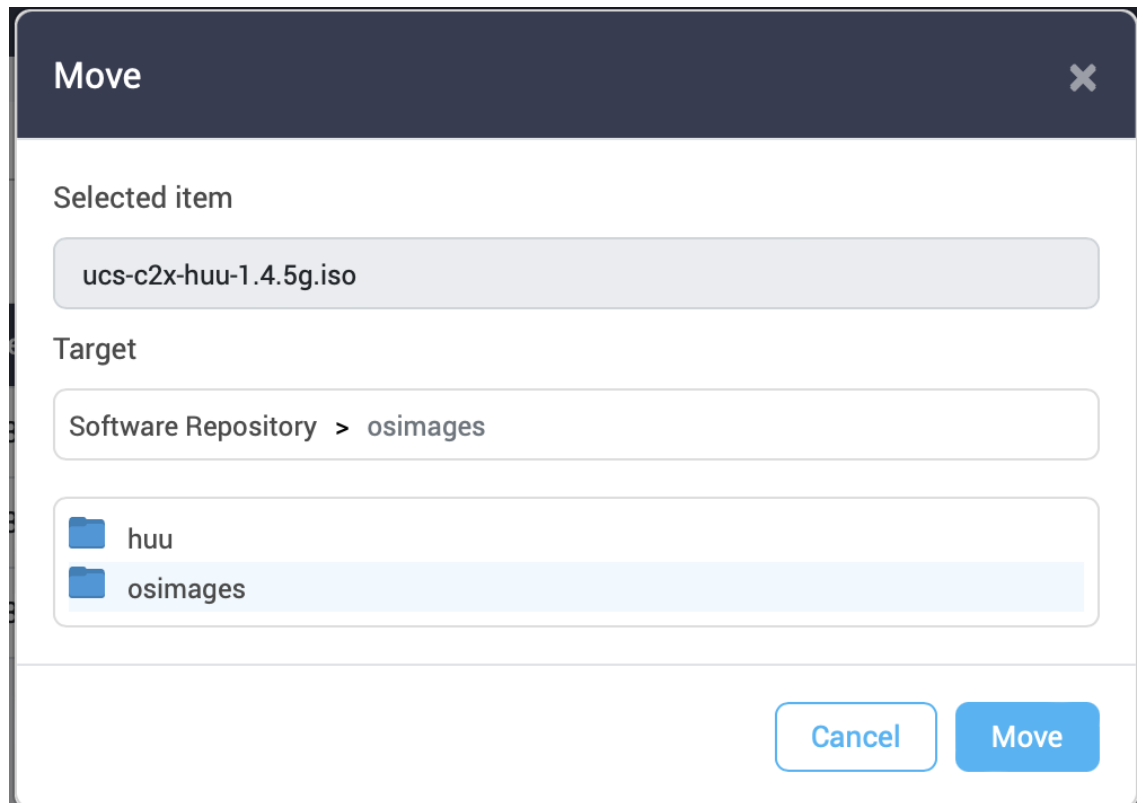 Move
Selected item
ucs-c2x-huu-1.4.5g.iso
Target
Software Repository > osimages
huu
osimages
Cancel Move